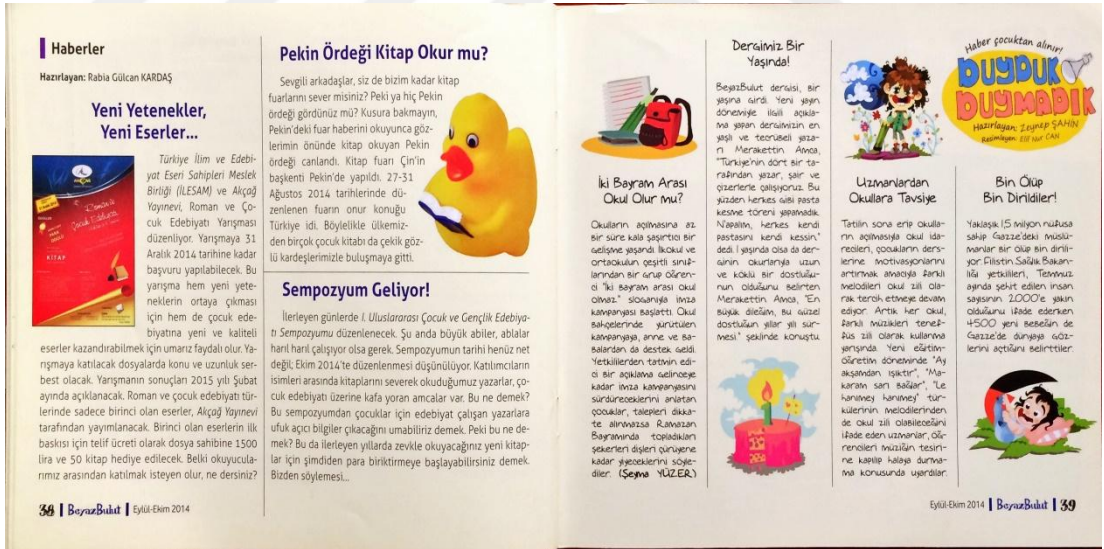 Haberler
Hazırlayan: Rabia Gülcan KARDAŞ
Yeni Yetenekler,
Yeni Eserler...
Türkiye İlim ve Edebi-
yat Eseri Sahipleri Meslek
Birliği (İLESAM) ve Akçağ
Yayınevi, Roman ve Ço-
cuk Edebiyatı Yarışması
düzenliyor. Yarışmaya 31
Aralık 2014 tarihine kadar
başvuru yapılabilecek. Bu
yarışma hem yeni yete-
neklerin ortaya çıkması
için hem de çocuk ede-
biyatına yeni ve kaliteli
eserler kazandırabilmek için umarız faydalı olur. Ya-
rışmaya katılacak dosyalarda konu ve uzunluk ser-
best olacak. Yarışmanın sonuçları 2015 yılı Şubat
ayında açıklanacak. Roman ve çocuk edebiyatı tür-
lerinde sadece birinci olan eserler, Akçağ Yayınevi
tarafından yayımlanacak. Birinci olan eserlerin ilk
baskısı için telif ücreti olarak dosya sahibine 1500
lira ve 50 kitap hediye edilecek. Belki okuyucula-
rımız arasından katılmak isteyen olur, ne dersiniz?
Roman
Çocuk Edebiyatı
KİTAP
38 BeyazBulut Eylül-Ekim 2014
Pekin Ördeği Kitap Okur mu?
Sevgili arkadaşlar, siz de bizim kadar kitap
fuarlarını sever misiniz? Peki ya hiç Pekin
ördeği gördünüz mü? Kusura bakmayın,
Pekin'deki fuar haberini okuyunca göz-
lerimin önünde kitap okuyan Pekin
ördeği canlandı. Kitap fuarı Çin'in
başkenti Pekin'de yapıldı. 27-31
Ağustos 2014 tarihlerinde dü-
zenlenen fuarın onur konuğu
Türkiye idi. Böylelikle ülkemiz-
den birçok çocuk kitabı da çekik göz-
lü kardeşlerimizle buluşmaya gitti.
Sempozyum Geliyor!
İlerleyen günlerde I. Uluslararası Çocuk ve Gençlik Edebiya-
tı Sempozyumu düzenlenecek. Şu anda büyük abiler, ablalar
harıl harıl çalışıyor olsa gerek. Sempozyumun tarihi henüz net
değil; Ekim 2014'te düzenlenmesi düşünülüyor. Katılımcıların
isimleri arasında kitaplarını severek okuduğumuz yazarlar, ço-
cuk edebiyatı üzerine kafa yoran amcalar var. Bu ne demek?
Bu sempozyumdan çocuklar için edebiyat çalışan yazarlara
ufuk açıcı bilgiler çıkacağını umabiliriz demek. Peki bu ne de-
mek? Bu da ilerleyen yıllarda zevkle okuyacağınız yeni kitap-
lar için şimdiden para biriktirmeye başlayabilirsiniz demek.
Bizden söylemesi...
İki Bayram Arası
Okul Olur mu?
Okulların açılmasına az
bir süre kala şaşırtıcı bir
gelişme yaşandı. İlkokul ve
ortaokulun çeşitli sınıf-
larından bir grup öğren-
ci "İki bayram arası okul
olmaz." sloganıyla imza
kampanyası başlattı. Okul
bahçelerinde yürütülen
kampanyaya, anne ve ba-
balardan da destek geldi.
Yetkililerden tatmin edi-
ci bir açıklama gelinceye
kadar imza kampanyasını
sürdüreceklerini anlatan
çocuklar, talepleri dikka-
te alınmazsa Ramazan
Bayramında topladıkları
şekerleri dişleri çürüyene
kadar yiyeceklerini söyle-
diler. (Şeyma YÜZER)
Dergimiz Bir
Yaşında!
BeyazBulut dergisi, bir
yaşına girdi. Yeni yayın
dönemiyle ilgili açıkla-
ma yapan dergimizin en
yaşlı ve tecrübeli yaza-
rı Merakettin Amca,
"Türkiye'nin dört bir ta-
rafından yazar, şair ve
çizerlerle çalışıyoruz. Bu
yüzden herkes gibi pasta
kesme töreni yapamadık.
N'apalım, herkes kendi
pastasını kendi kessin."
dedi. 1 yaşında olsa da der-
ginin okurlarıyla uzun
ve köklü bir dostluğu-
nun olduğunu belirten
Merakettin Amca, "En
büyük dileğim, bu güzel
dostluğun yıllar yılı sür-
mesi." şeklinde konuştu.
Haber çocuktan alınır!
DUYDUK
DUYMADIK
Hazırlayan: Zeynep ŞAHİN
Resimleyen: Elif Nur CAN
Uzmanlardan
Okullara Tavsiye
Tatilin sona erip okulla-
rın açılmasıyla okul ida-
recileri, çocukların ders-
lerine motivasyonlarını
artırmak amacıyla farklı
melodileri okul zili ola-
rak tercih etmeye devam
ediyor. Artık her okul,
farklı müzikleri tenef-
füs zili olarak kullanma
yarışında. Yeni eğitim-
öğretim döneminde "Ay
akşamdan ışıktır", "Ma-
karam sarı bağlar", "Le
hanımey hanımey" tür-
külerinin melodilerinden
de okul zili olabileceğini
ifade eden uzmanlar, öğ-
rencileri müziğin tesiri-
ne kapılıp halaya durma-
ma konusunda uyardılar.
Bin Ölüp
Bin Dirildiler!
Yaklaşık 1,5 milyon nüfusa
sahip Gazze'deki müslü-
manlar bir ölüp bin dirili-
yor. Filistin Sağlık Bakan-
lığı yetkilileri, Temmuz
ayında şehit edilen insan
sayısının 2.000'e yakın
olduğunu ifade ederken
4500 yeni bebeğin de
Gazze'de dünyaya göz-
lerini açtığını belirttiler.
Eylül-Ekim 2014 BeyazBulut 39